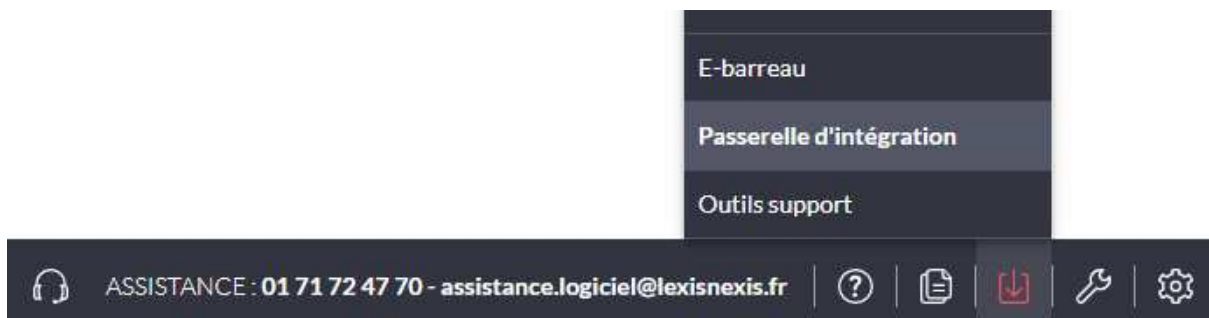 E-barreau
Passerelle d'intégration
Outils support
ASSISTANCE : 01 71 72 47 70 - assistance.logiciel@lexisnexis.fr